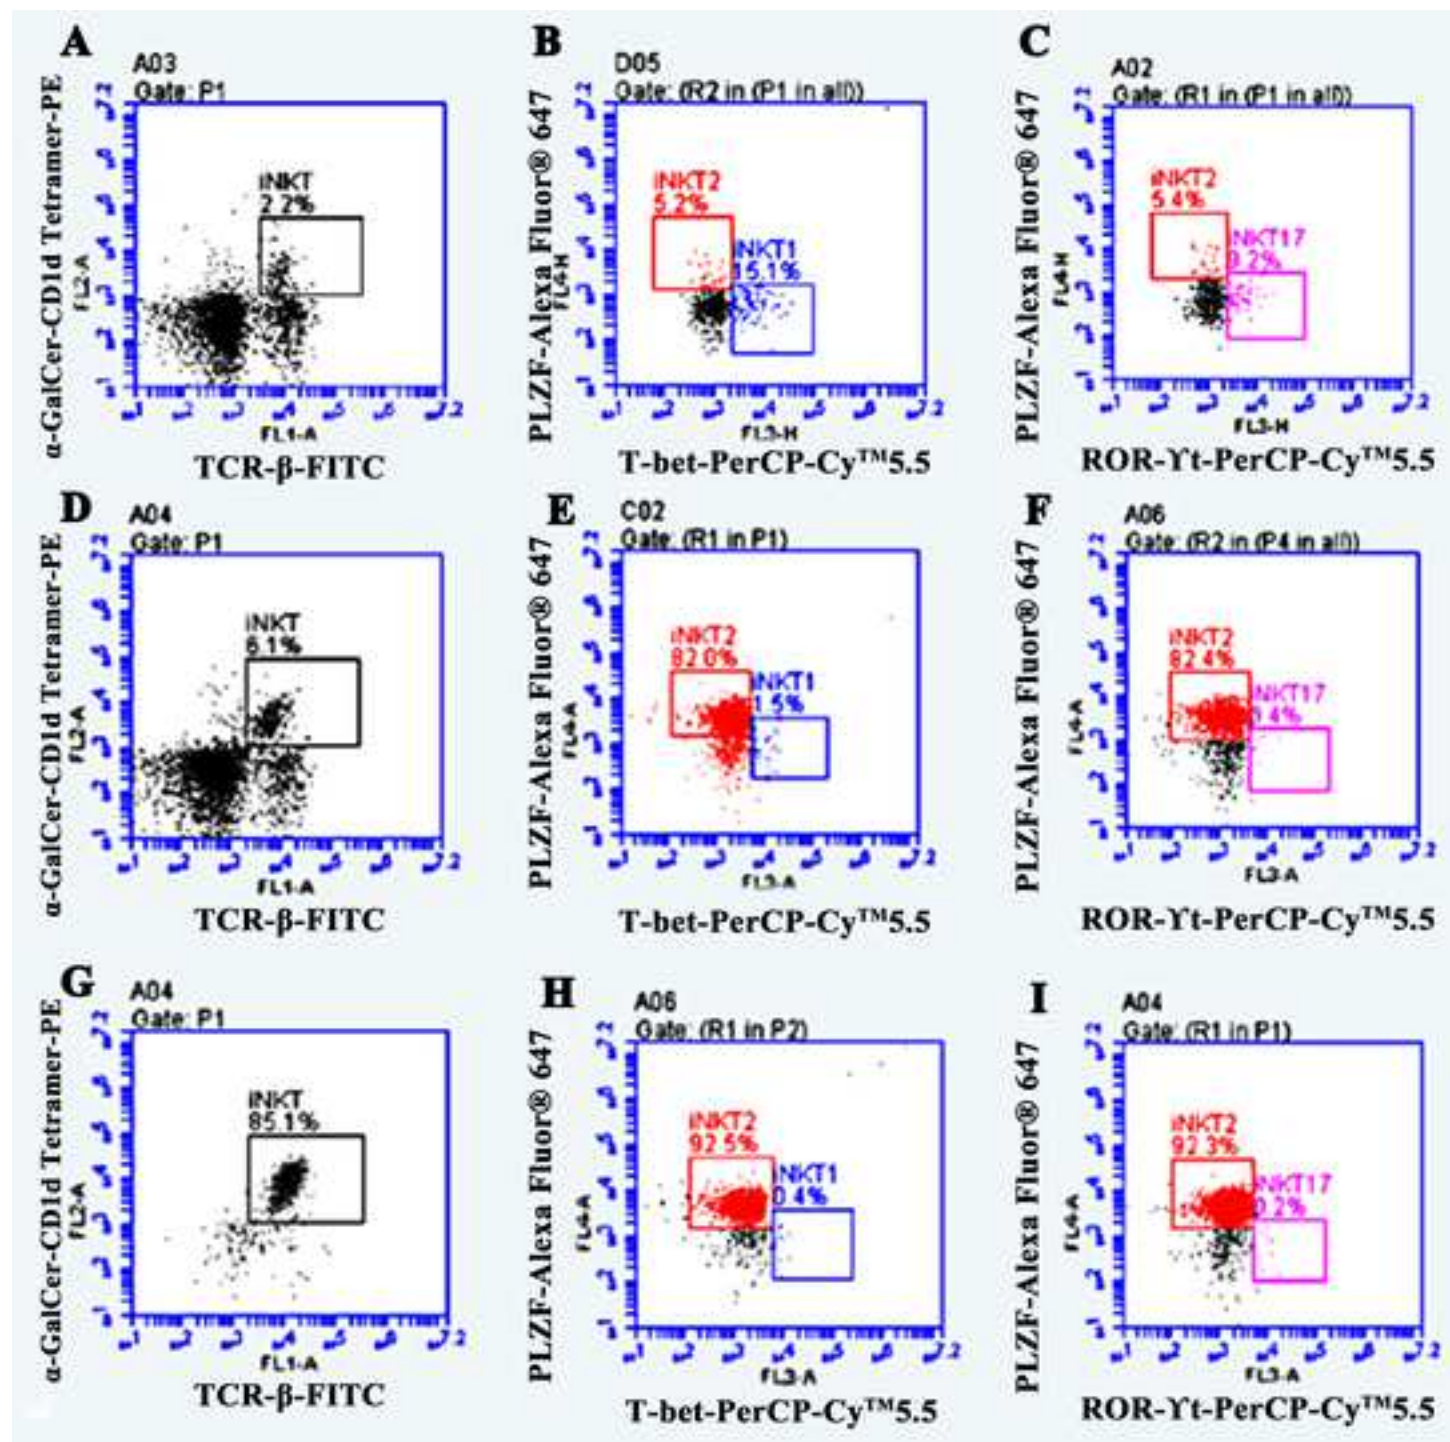 A
A03
Gate: P1
α-GalCer-CD1d Tetramer-PE
FL2-A
iNKT
2.2%
FL1-A
TCR-β-FITC
B
D05
Gate: (R2 in (P1 in all))
PLZF-Alexa Fluor® 647
FL4-H
iNKT2
5.2%
iNKT1
15.1%
FL3-H
T-bet-PerCP-Cy™5.5
C
A02
Gate: (R1 in (P1 in all))
PLZF-Alexa Fluor® 647
FL4-H
iNKT2
5.4%
iNKT17
9.2%
FL3-H
ROR-ϒt-PerCP-Cy™5.5
D
A04
Gate: P1
α-GalCer-CD1d Tetramer-PE
FL2-A
iNKT
6.1%
FL1-A
TCR-β-FITC
E
C02
Gate: (R1 in P1)
PLZF-Alexa Fluor® 647
FL4-A
iNKT2
82.0%
iNKT1
1.5%
FL3-A
T-bet-PerCP-Cy™5.5
F
A06
Gate: (R2 in (P4 in all))
PLZF-Alexa Fluor® 647
FL4-A
iNKT2
82.4%
iNKT17
0.4%
FL3-A
ROR-ϒt-PerCP-Cy™5.5
G
A04
Gate: P1
α-GalCer-CD1d Tetramer-PE
FL2-A
iNKT
85.1%
FL1-A
TCR-β-FITC
H
A06
Gate: (R1 in P2)
PLZF-Alexa Fluor® 647
FL4-A
iNKT2
92.5%
iNKT1
0.4%
FL3-A
T-bet-PerCP-Cy™5.5
I
A04
Gate: (R1 in P1)
PLZF-Alexa Fluor® 647
FL4-A
iNKT2
92.3%
iNKT17
0.2%
FL3-A
ROR-ϒt-PerCP-Cy™5.5